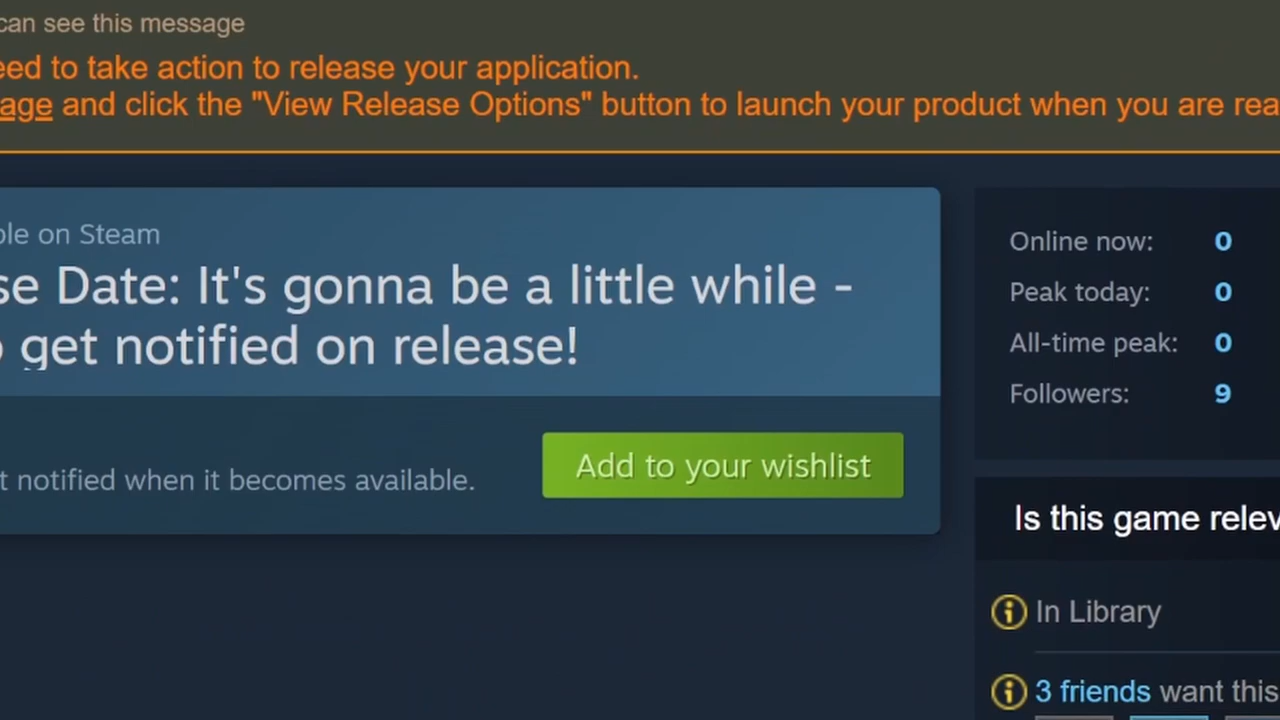 can see this message
eed to take action to release your application.
age and click the "View Release Options" button to launch your product when you are rea
ble on Steam
se Date: It's gonna be a little while -
o get notified on release!
t notified when it becomes available.
Add to your wishlist
Online now: 0
Peak today: 0
All-time peak: 0
Followers: 9
Is this game relev
In Library
3 friends want this